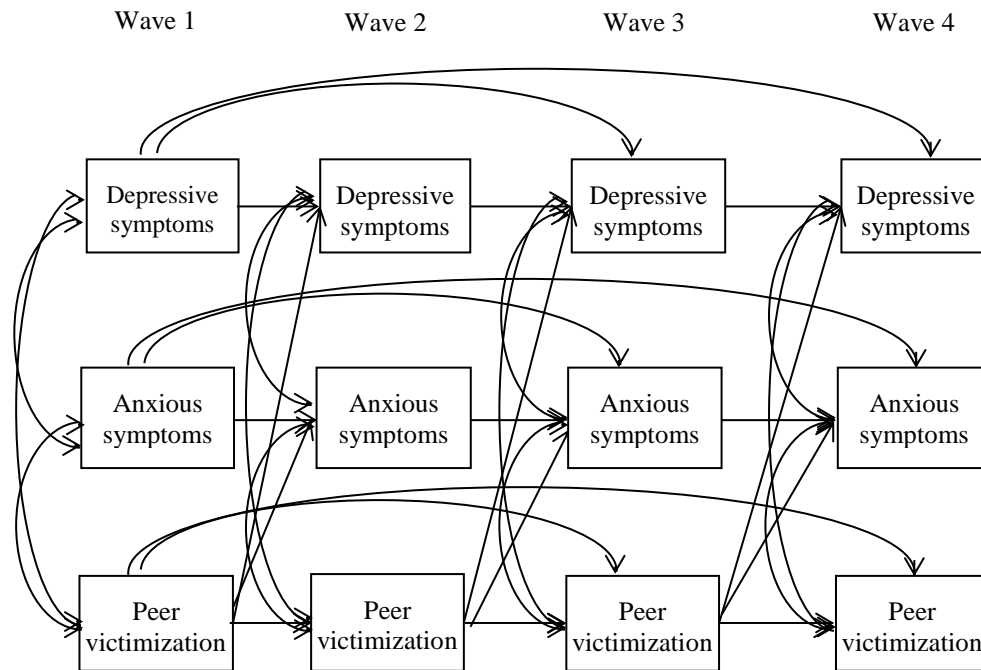 Wave 1 Wave 2 Wave 3 Wave 4
Depressive symptoms
Depressive symptoms
Depressive symptoms
Depressive symptoms
Anxious symptoms
Anxious symptoms
Anxious symptoms
Anxious symptoms
Peer victimization
Peer victimization
Peer victimization
Peer victimization